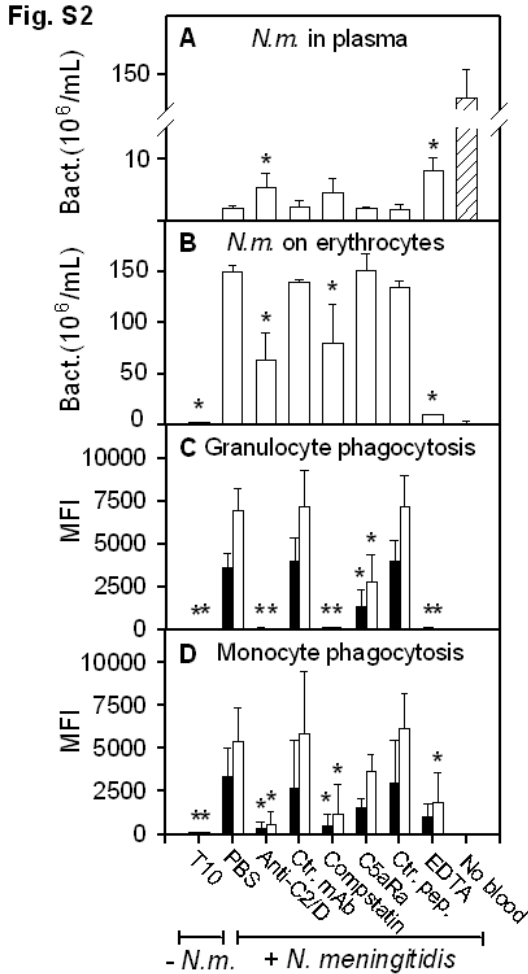 Fig. S2
A N.m. in plasma
Bact.(10⁶/mL)
150
10
*
*
B N.m. on erythrocytes
Bact.(10⁶/mL)
150
100
50
0
*
*
*
*
C Granulocyte phagocytosis
MFI
10000
7500
5000
2500
0
**
**
**
*
*
**
D Monocyte phagocytosis
MFI
10000
7500
5000
2500
0
**
*
*
*
*
*
T10
PBS
Anti-C2/D
Ctr. mAb
Compstatin
C5aRa
Ctr. pep.
EDTA
No blood
- N.m.
+ N. meningitidis